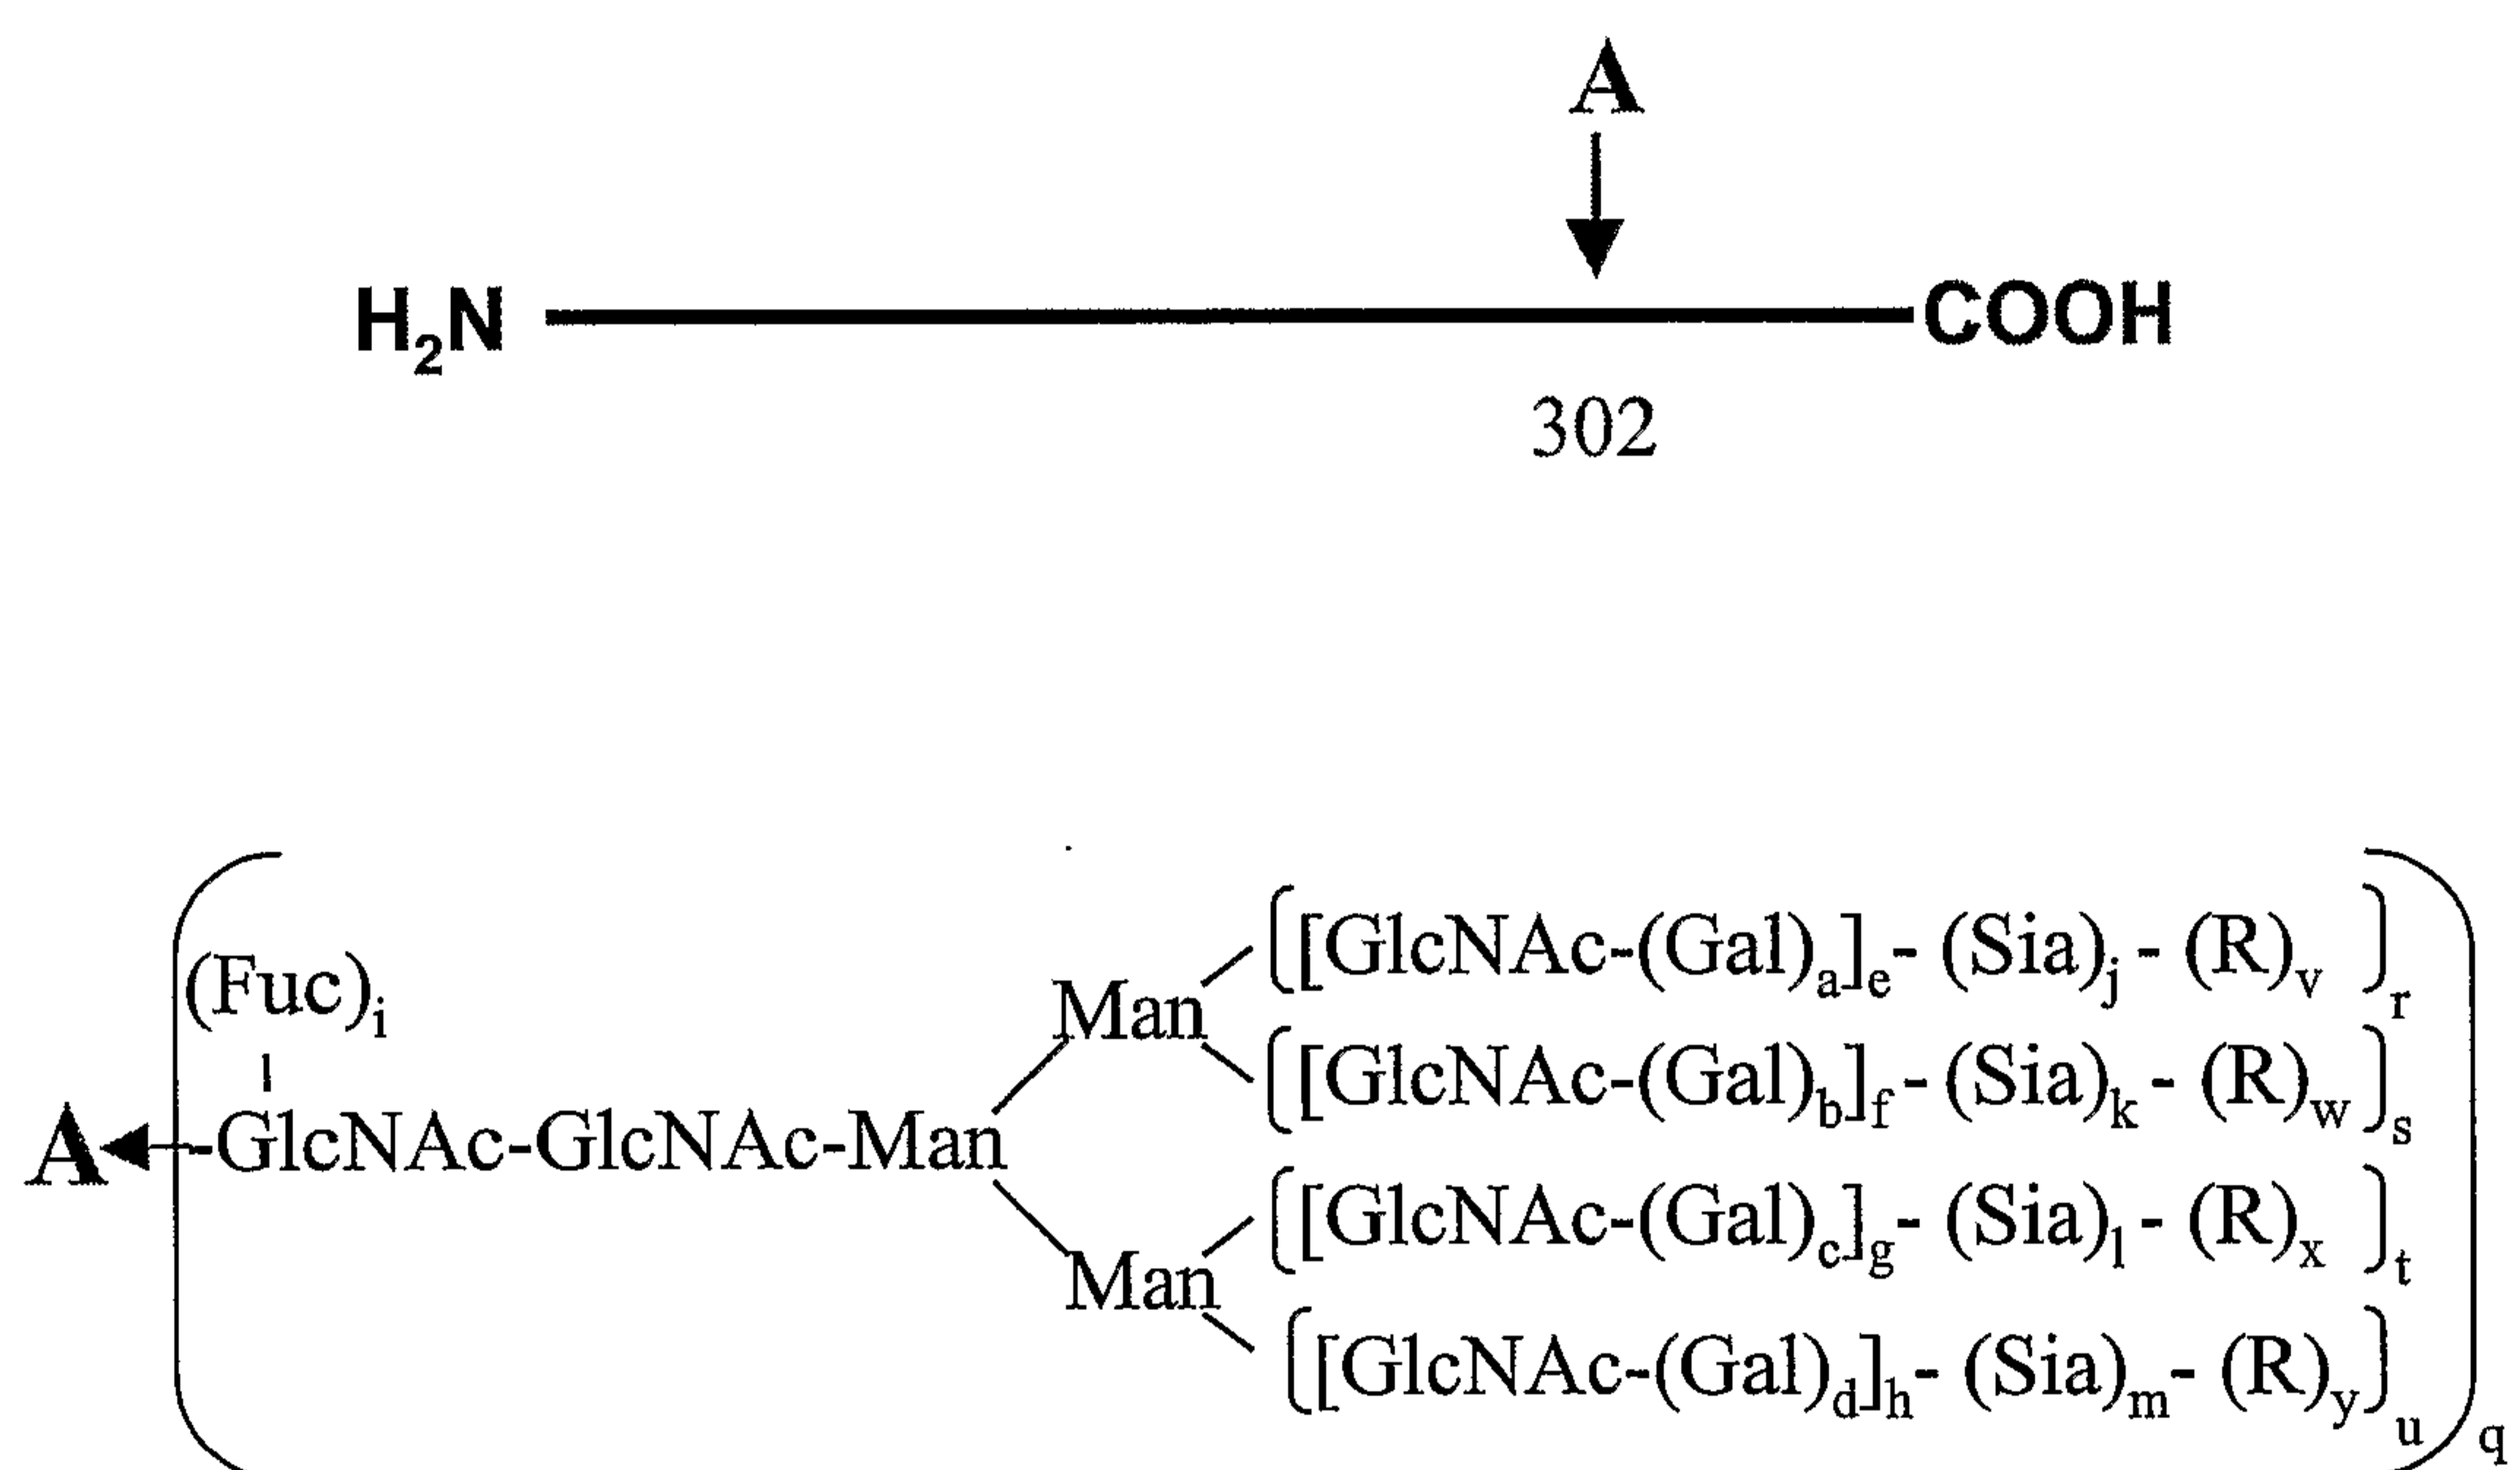 A
H₂N COOH
302
(Fuc)ᵢ
A -GlcNAc-GlcNAc-Man
Man
([GlcNAc-(Gal)a]e- (Sia)j - (R)v )r
([GlcNAc-(Gal)b]f - (Sia)k - (R)w )s
Man
([GlcNAc-(Gal)c]g - (Sia)l - (R)x )t
([GlcNAc-(Gal)d]h- (Sia)m- (R)y )u
q